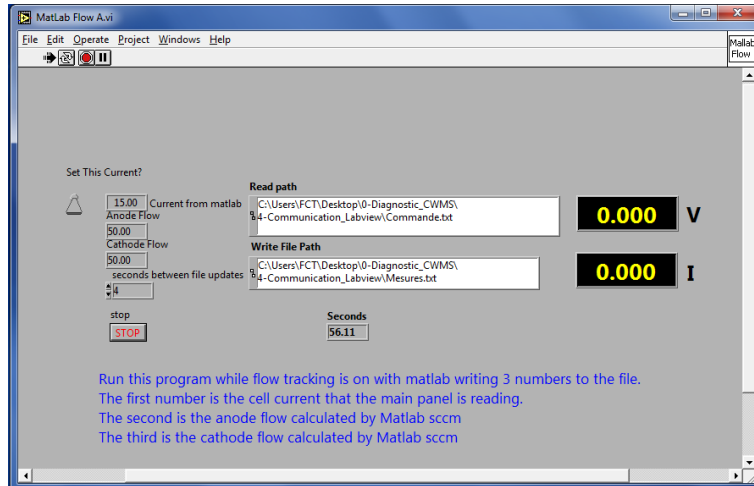 MatLab Flow A.vi
File Edit Operate Project Windows Help
Matlab
Flow
Set This Current?
Read path
15.00 Current from matlab
C:\Users\FCT\Desktop\0-Diagnostic_CWMS\
4-Communication_Labview\Commande.txt
0.000 V
Anode Flow
50.00
Cathode Flow
Write File Path
50.00
C:\Users\FCT\Desktop\0-Diagnostic_CWMS\
4-Communication_Labview\Mesures.txt
0.000 I
seconds between file updates
4
stop
STOP
Seconds
56.11
Run this program while flow tracking is on with matlab writing 3 numbers to the file.
The first number is the cell current that the main panel is reading.
The second is the anode flow calculated by Matlab sccm
The third is the cathode flow calculated by Matlab sccm